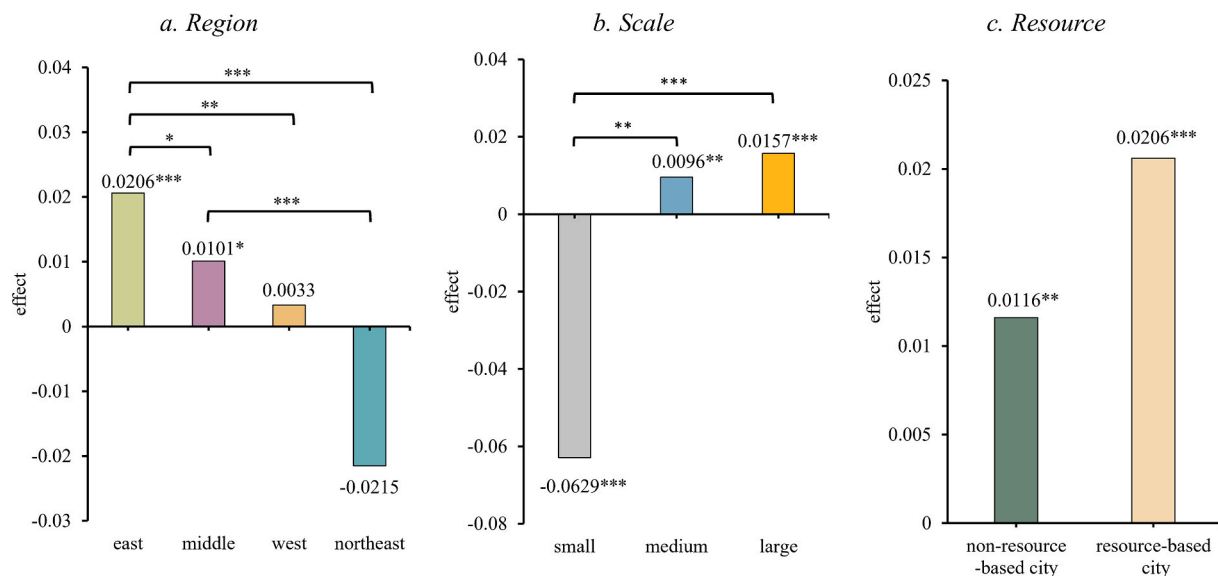 a. Region
0.04
0.03
0.02
0.01
0
-0.01
-0.02
-0.03
effect
***
**
*
***
0.0206***
0.0101*
0.0033
-0.0215
east
middle
west
northeast
b. Scale
0.04
0.02
0
-0.02
-0.04
-0.06
-0.08
effect
***
**
-0.0629***
0.0096**
0.0157***
small
medium
large
c. Resource
0.025
0.02
0.015
0.01
0.005
0
effect
0.0116**
0.0206***
non-resource
-based city
resource-based
city